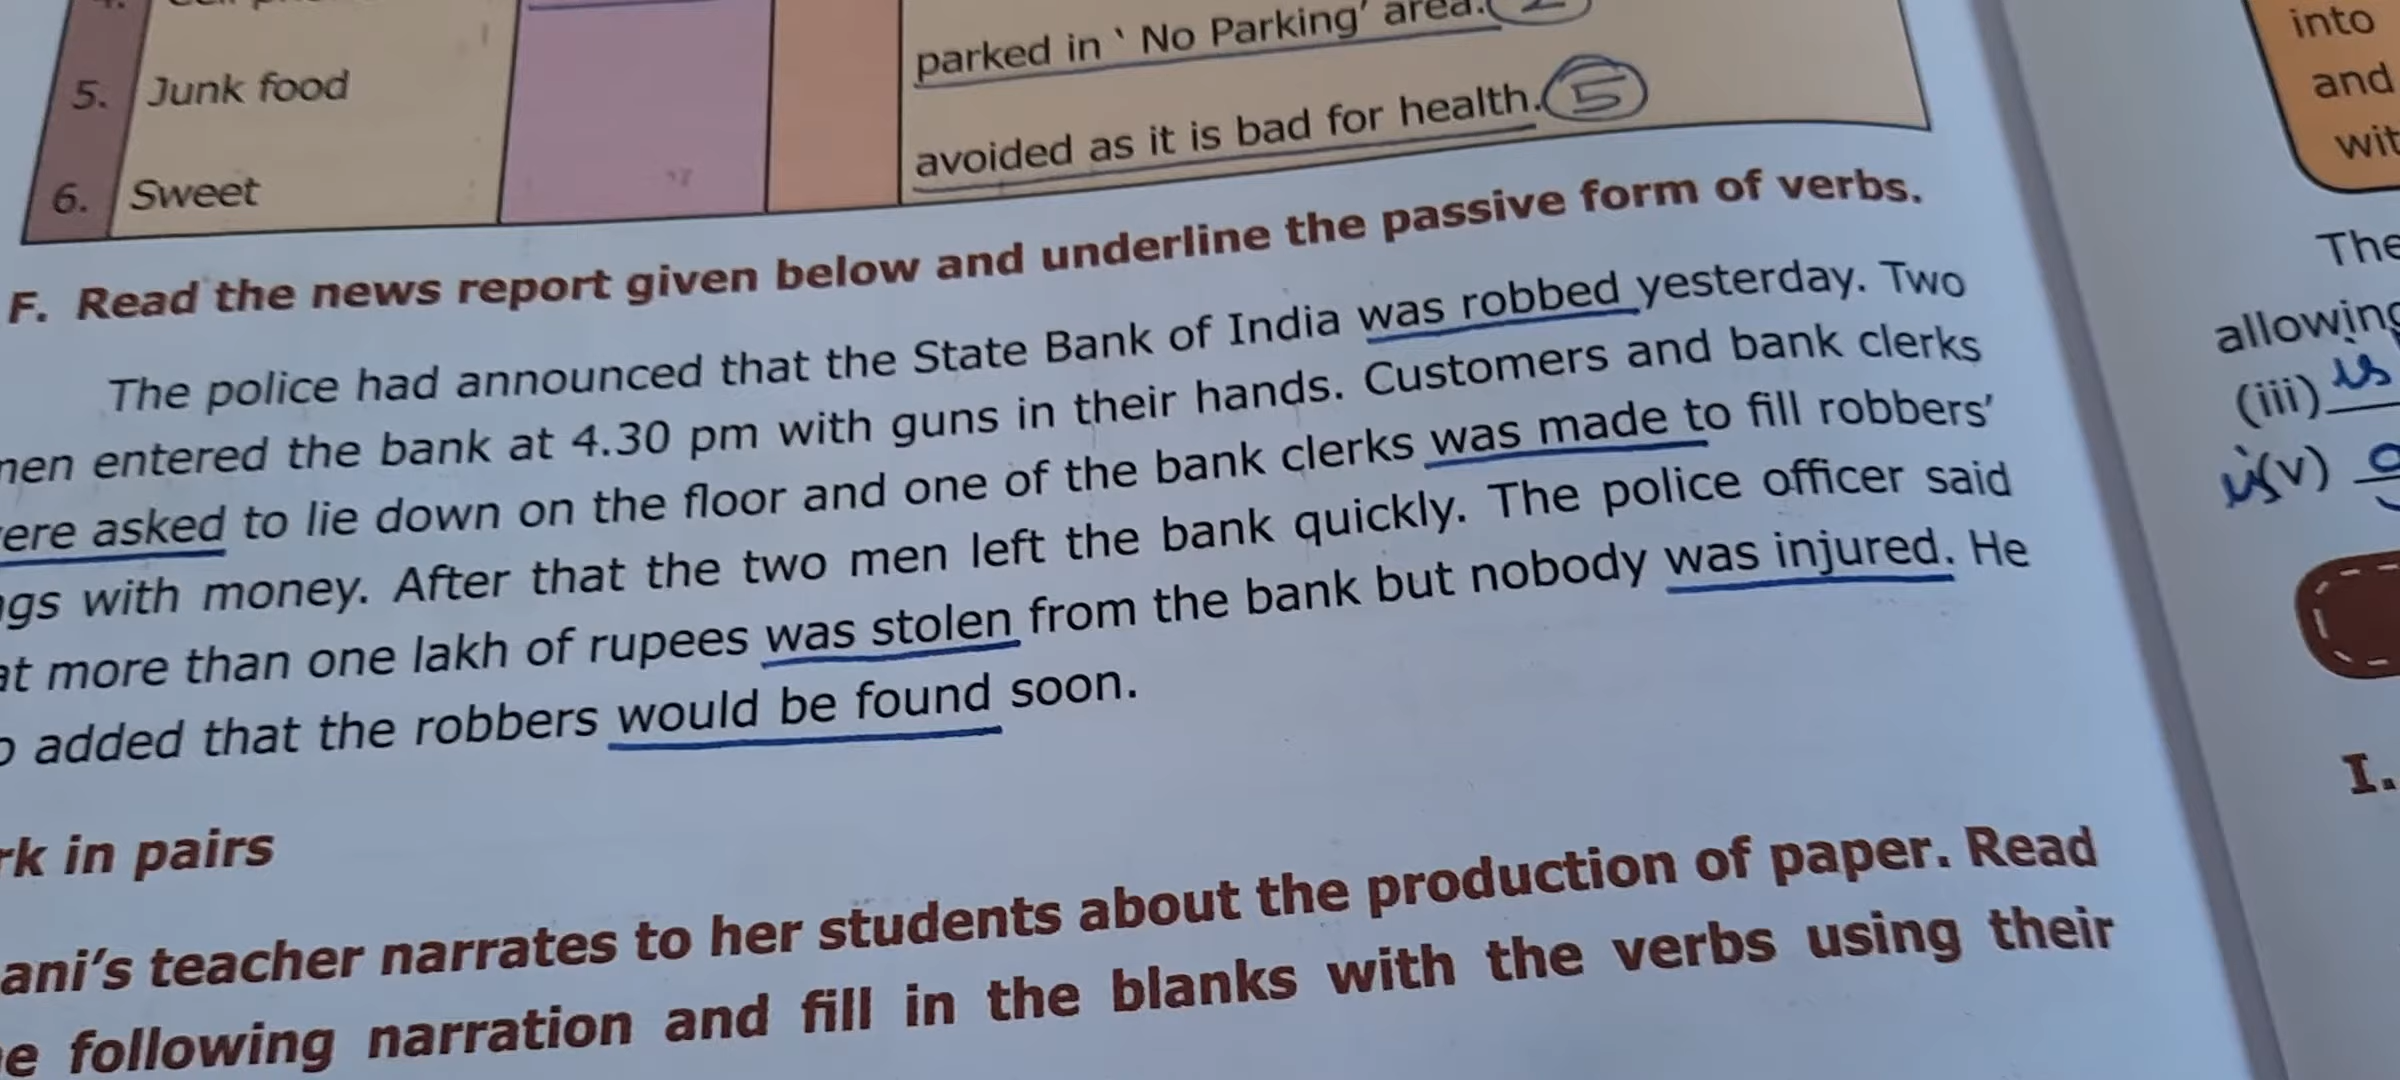 parked in ‘ No Parking’ area.
5. Junk food
avoided as it is bad for health. 5
6. Sweet
F. Read the news report given below and underline the passive form of verbs.
The police had announced that the State Bank of India was robbed yesterday. Two
entered the bank at 4.30 pm with guns in their hands. Customers and bank clerks
asked to lie down on the floor and one of the bank clerks was made to fill robbers’
with money. After that the two men left the bank quickly. The police officer said
more than one lakh of rupees was stolen from the bank but nobody was injured. He
added that the robbers would be found soon.
in pairs
teacher narrates to her students about the production of paper. Read
following narration and fill in the blanks with the verbs using their
into
and
The
(iii) is
(v)
I.